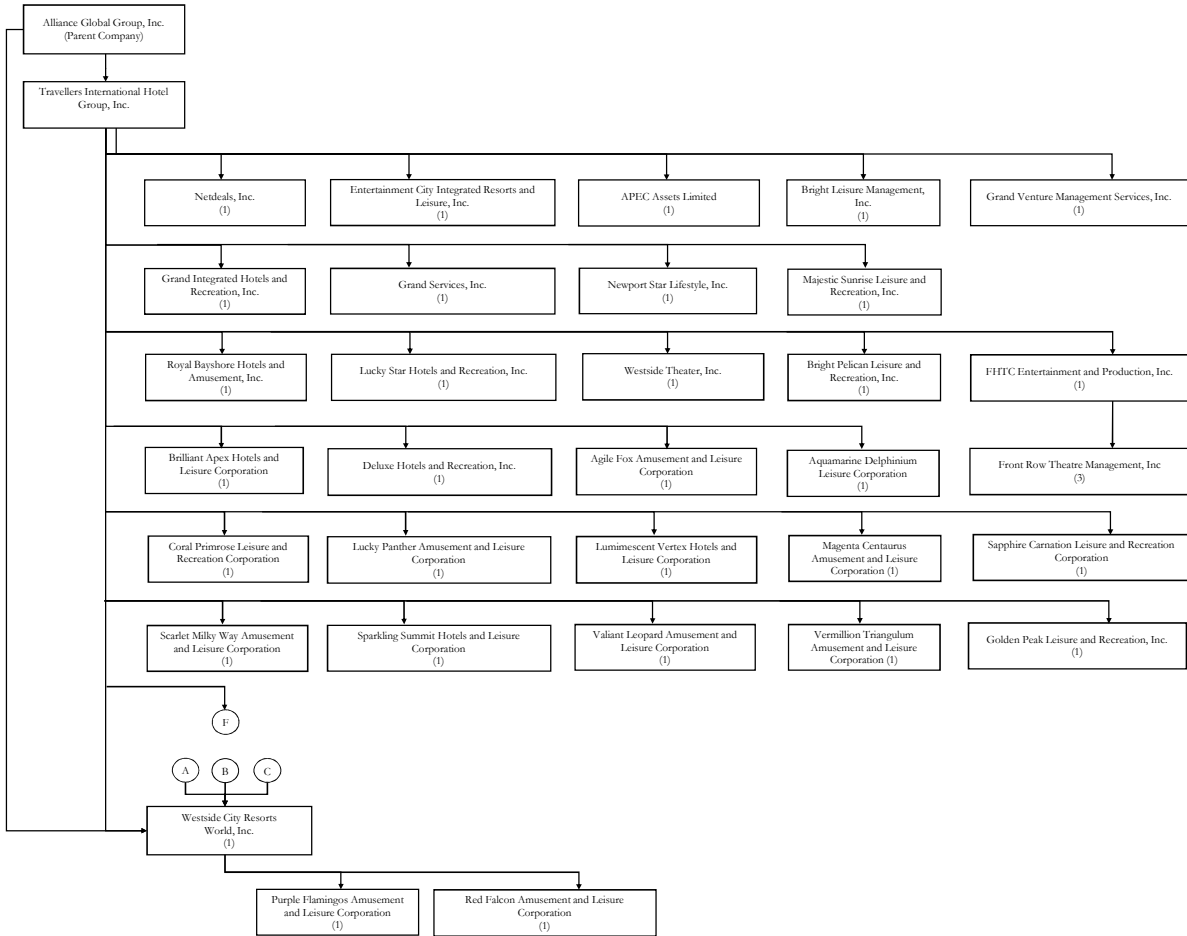 Alliance Global Group, Inc.
(Parent Company)
Travellers International Hotel
Group, Inc.
Netdeals, Inc.
(1)
Entertainment City Integrated Resorts and
Leisure, Inc.
(1)
APEC Assets Limited
(1)
Bright Leisure Management,
Inc.
(1)
Grand Venture Management Services, Inc.
(1)
Grand Integrated Hotels and
Recreation, Inc.
(1)
Grand Services, Inc.
(1)
Newport Star Lifestyle, Inc.
(1)
Majestic Sunrise Leisure and
Recreation, Inc.
(1)
Royal Bayshore Hotels and
Amusement, Inc.
(1)
Lucky Star Hotels and Recreation, Inc.
(1)
Westside Theater, Inc.
(1)
Bright Pelican Leisure and
Recreation, Inc.
(1)
FHTC Entertainment and Production, Inc.
(1)
Brilliant Apex Hotels and
Leisure Corporation
(1)
Deluxe Hotels and Recreation, Inc.
(1)
Agile Fox Amusement and Leisure
Corporation
(1)
Aquamarine Delphinium
Leisure Corporation
(1)
Front Row Theatre Management, Inc
(3)
Coral Primrose Leisure and
Recreation Corporation
(1)
Lucky Panther Amusement and Leisure
Corporation
(1)
Lumimescent Vertex Hotels and
Leisure Corporation
(1)
Magenta Centaurus
Amusement and Leisure
Corporation (1)
Sapphire Carnation Leisure and Recreation
Corporation
(1)
Scarlet Milky Way Amusement
and Leisure Corporation
(1)
Sparkling Summit Hotels and Leisure
Corporation
(1)
Valiant Leopard Amusement and
Leisure Corporation
(1)
Vermillion Triangulum
Amusement and Leisure
Corporation (1)
Golden Peak Leisure and Recreation, Inc.
(1)
F
A
B
C
Westside City Resorts
World, Inc.
(1)
Purple Flamingos Amusement
and Leisure Corporation
(1)
Red Falcon Amusement and Leisure
Corporation
(1)